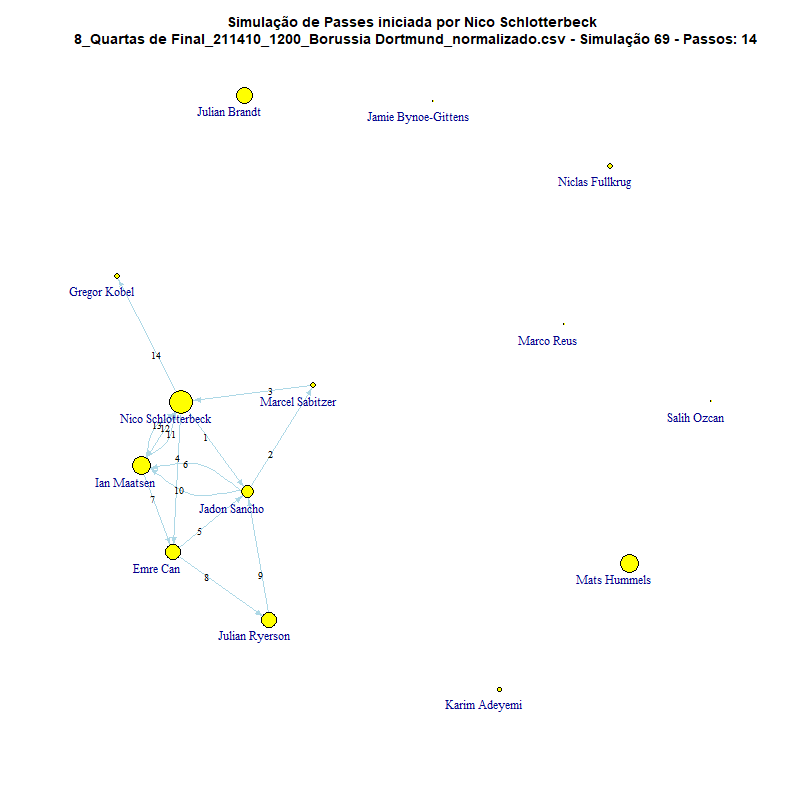 Simulação de Passes iniciada por Nico Schlotterbeck
8_Quartas de Final_211410_1200_Borussia Dortmund_normalizado.csv - Simulação 69 - Passos: 14
Julian Brandt
Jamie Bynoe-Gittens
Niclas Fullkrug
Gregor Kobel
Marco Reus
14
3
Marcel Sabitzer
Nico Schlotterbeck
Salih Ozcan
13
12
11
1
2
4
6
Ian Maatsen
10
7
Jadon Sancho
5
Emre Can
8
9
Mats Hummels
Julian Ryerson
Karim Adeyemi